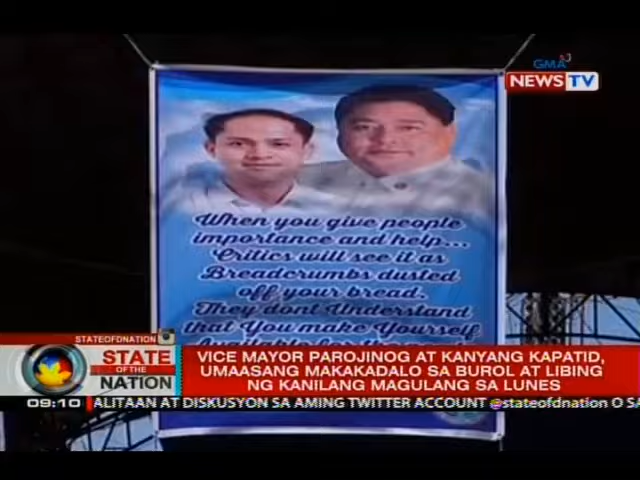 GMA
NEWS TV
When you give people
importance and help...
Critics will see it as
Breadcrumbs dusted
off your bread.
They dont Understand
that You make Yourself
STATEOFDNATION
STATE
OF THE
NATION
VICE MAYOR PAROJINOG AT KANYANG KAPATID,
UMAASANG MAKAKADALO SA BUROL AT LIBING
NG KANILANG MAGULANG SA LUNES
09:10
ALITAAN AT DISKUSYON SA AMING TWITTER ACCOUNT @stateofdnation O SA